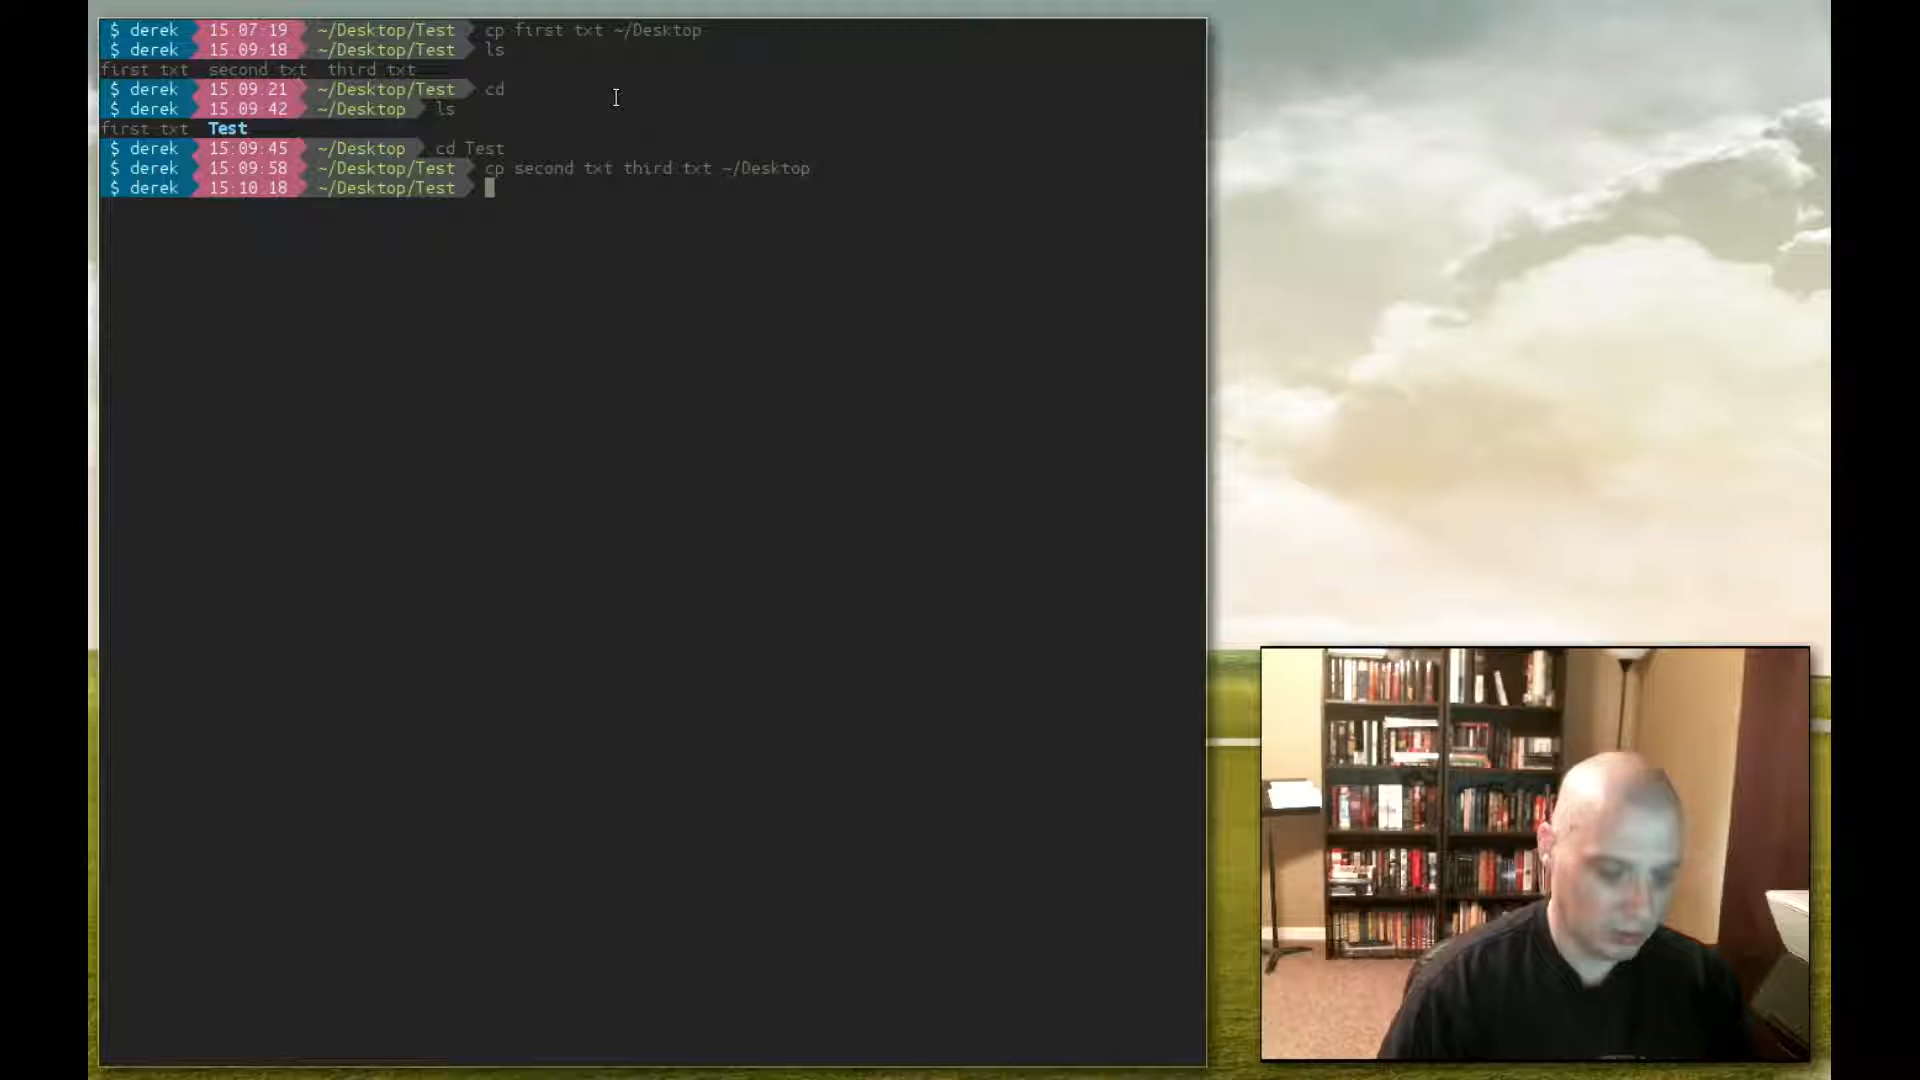 $ derek 15:07:19 ~/Desktop/Test cp first txt ~/Desktop
$ derek 15:09:18 ~/Desktop/Test ls
first txt second txt third txt
$ derek 15:09:21 ~/Desktop/Test cd
$ derek 15:09:42 ~/Desktop ls
first txt Test
$ derek 15:09:45 ~/Desktop cd Test
$ derek 15:09:58 ~/Desktop/Test cp second txt third txt ~/Desktop
$ derek 15:10:18 ~/Desktop/Test